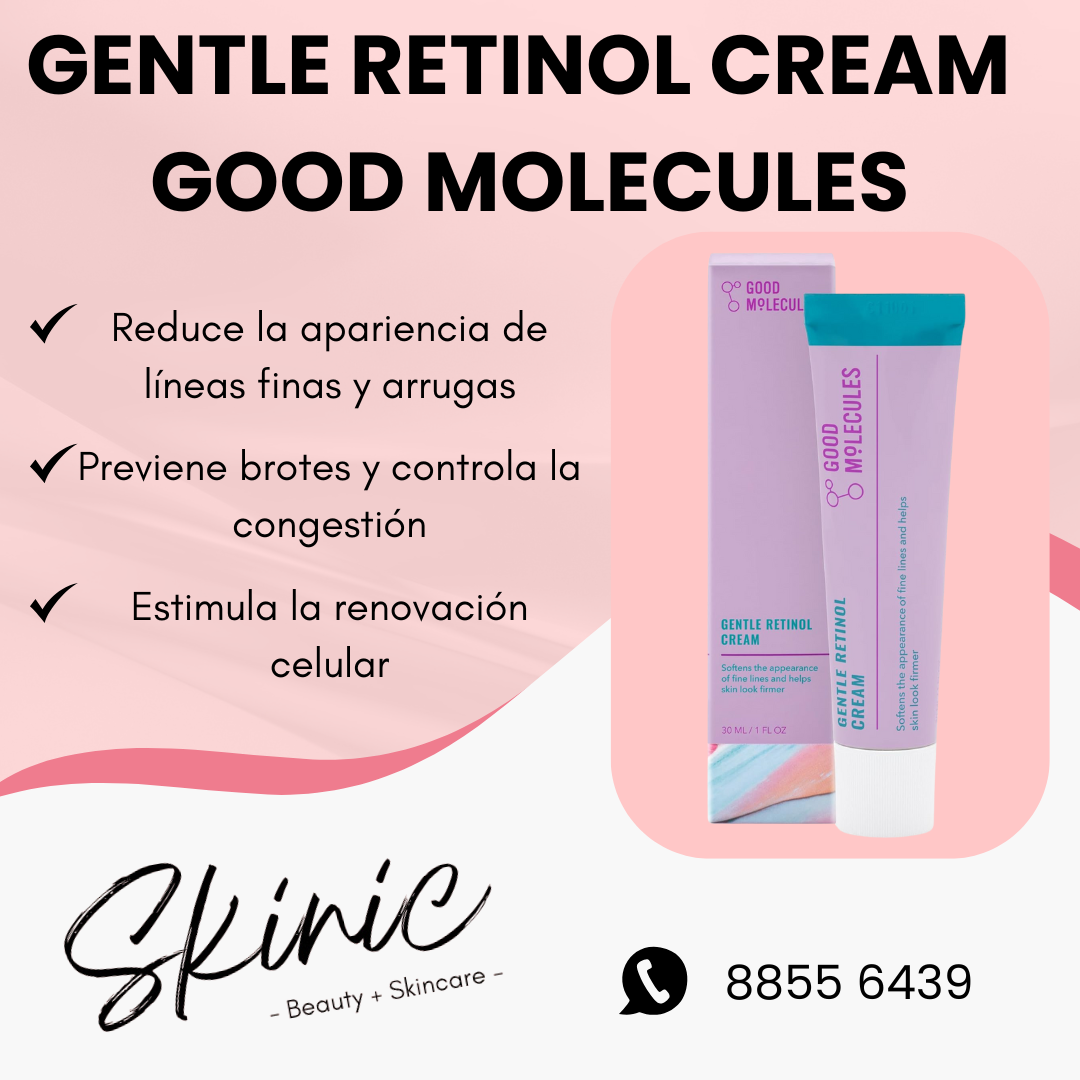 GENTLE RETINOL CREAM
GOOD MOLECULES
Reduce la apariencia de
líneas finas y arrugas
Previene brotes y controla la
congestión
Estimula la renovación
celular
GOOD
MOLECUL
GENTLE RETINOL
CREAM
Softens the appearance
of fine lines and helps
skin look firmer
30 ML / 1 FL OZ
GOOD
MOLECULES
GENTLE RETINOL
CREAM
Softens the appearance of fine lines and helps
skin look firmer
Skinic
- Beauty + Skincare -
8855 6439